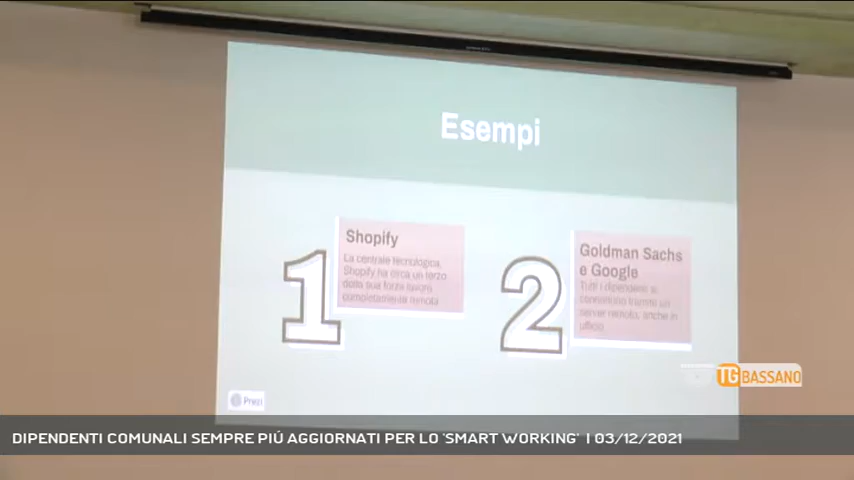 Esempi
1
Shopify
La centrale tecnologica,
Shopify ha circa un terzo
della sua forza lavoro
completamente remota
2
Goldman Sachs
e Google
Tutti i dipendenti si
connettono tramite un
server remoto, anche in
ufficio
Prezi
TG BASSANO
DIPENDENTI COMUNALI SEMPRE PIÚ AGGIORNATI PER LO 'SMART WORKING' | 03/12/2021